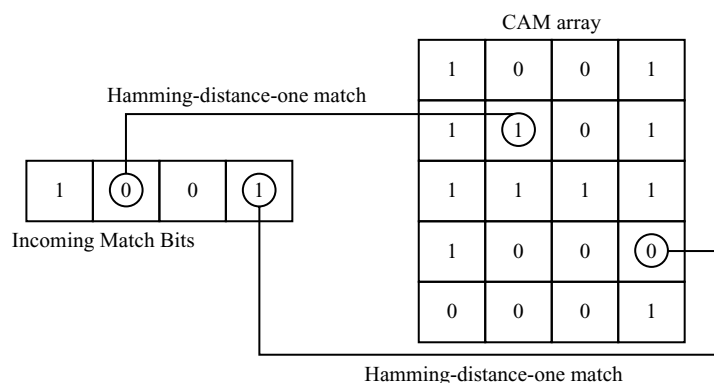 CAM array
1 0 0 1
Hamming-distance-one match
1 1 0 1
1 0 0 1
1 1 1 1
Incoming Match Bits
1 0 0 0
0 0 0 1
Hamming-distance-one match